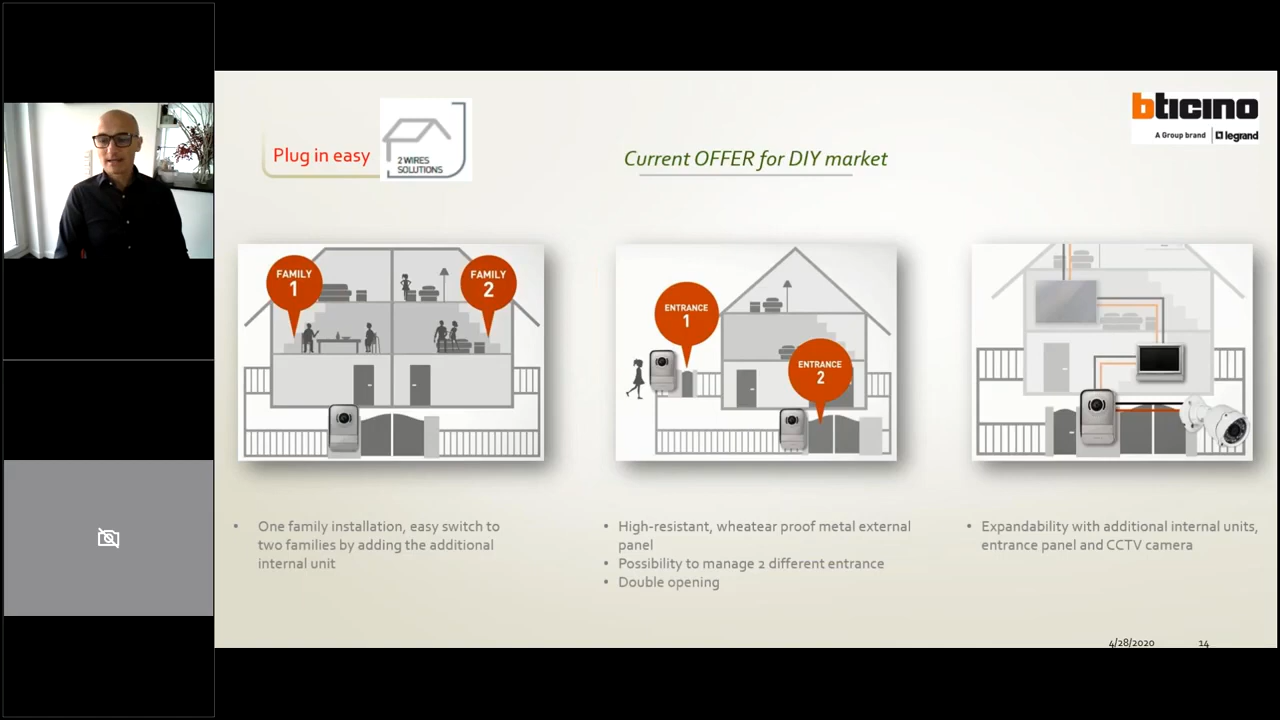 Plug in easy
2 WIRES
SOLUTIONS
Current OFFER for DIY market
bticino
A Group brand | legrand
FAMILY
1
FAMILY
2
ENTRANCE
1
ENTRANCE
2
• One family installation, easy switch to
two families by adding the additional
internal unit
• High-resistant, wheatear proof metal external
panel
• Possibility to manage 2 different entrance
• Double opening
• Expandability with additional internal units,
entrance panel and CCTV camera
4/28/2020 14